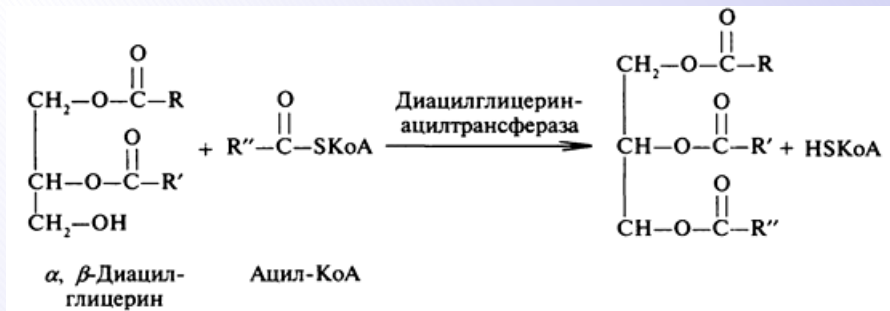 O
||
CH₂—O—C—R
O
||
CH—O—C—R′
CH₂—OH
+
O
||
R″—C—SKoA
Диацилглицерин-
ацилтрансфераза
O
||
CH₂—O—C—R
O
||
CH—O—C—R′ + HSKoA
O
||
CH—O—C—R″
α, β-Диацил-
глицерин
Ацил-КоА